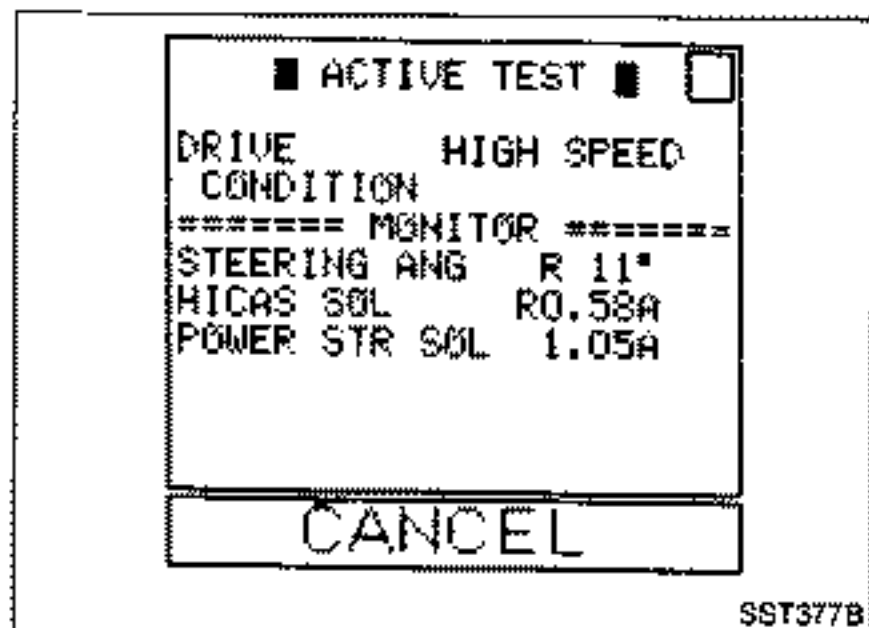 ■ ACTIVE TEST ■
DRIVE HIGH SPEED
CONDITION
======= MONITOR =======
STEERING ANG R 11°
HICAS SOL R0.58A
POWER STR SOL 1.05A
CANCEL
SST377B